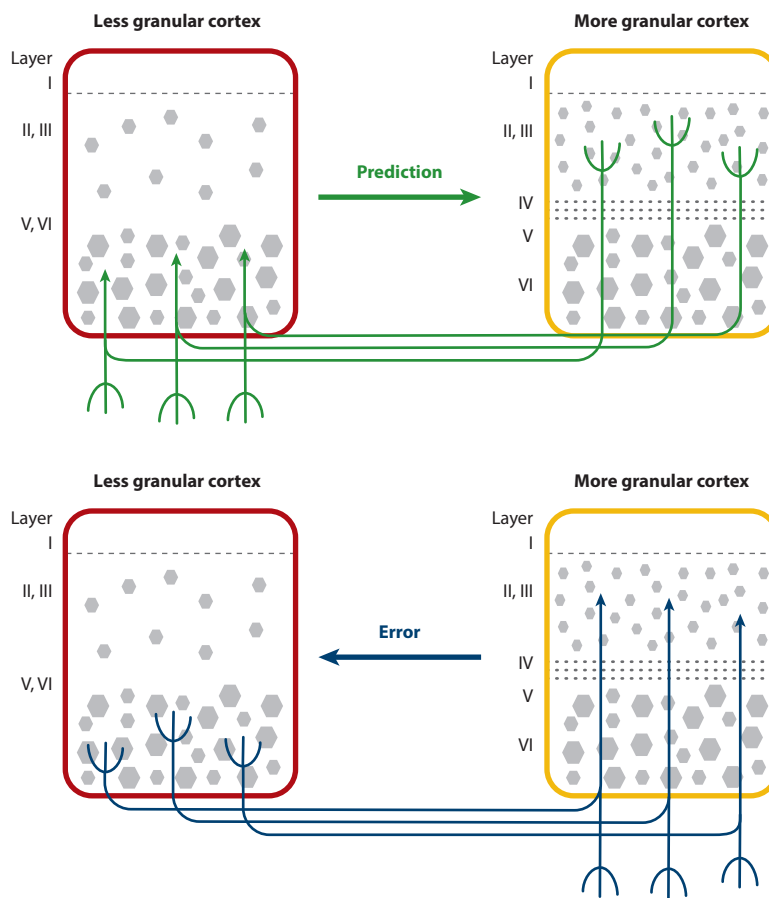 Less granular cortex
Layer
I
II, III
V, VI
Prediction
More granular cortex
Layer
I
II, III
IV
V
VI
Less granular cortex
Layer
I
II, III
V, VI
Error
More granular cortex
Layer
I
II, III
IV
V
VI